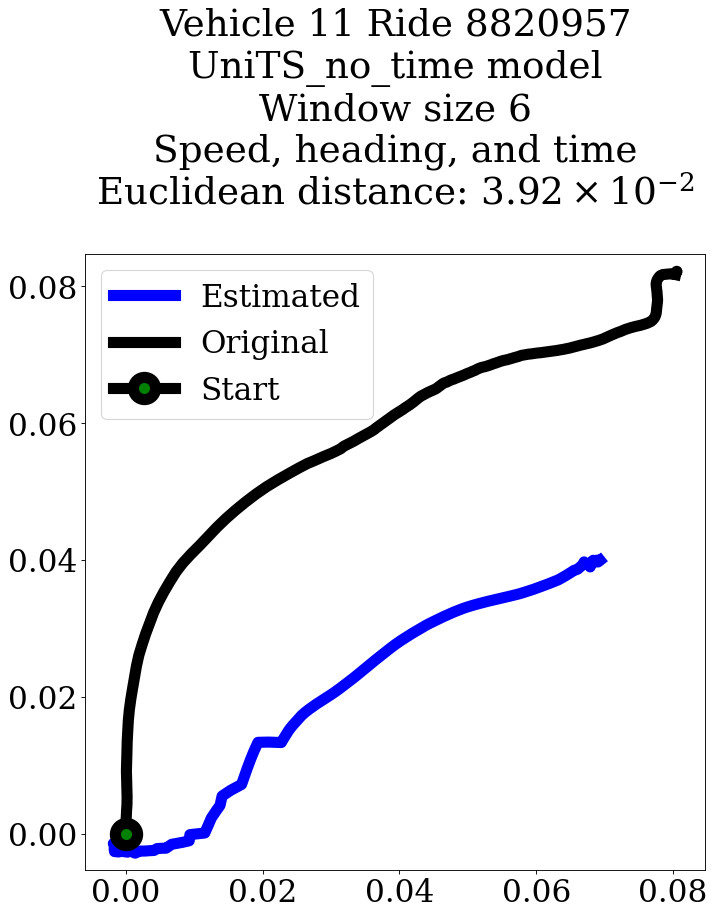 Vehicle 11 Ride 8820957
UniTS_no_time model
Window size 6
Speed, heading, and time
Euclidean distance: 3.92 × 10⁻²
Estimated
Original
Start
0.08
0.06
0.04
0.02
0.00
0.00 0.02 0.04 0.06 0.08